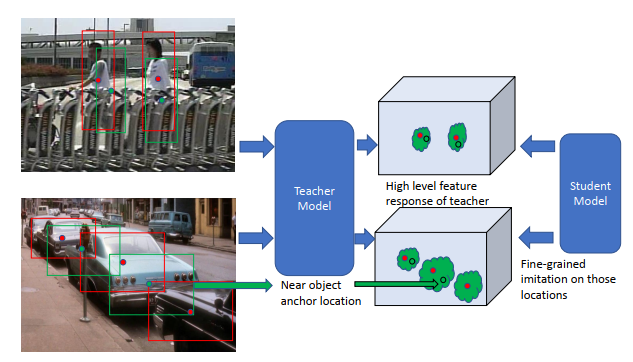 Teacher
Model
High level feature
response of teacher
Student
Model
Near object
anchor location
Fine-grained
imitation on those
locations